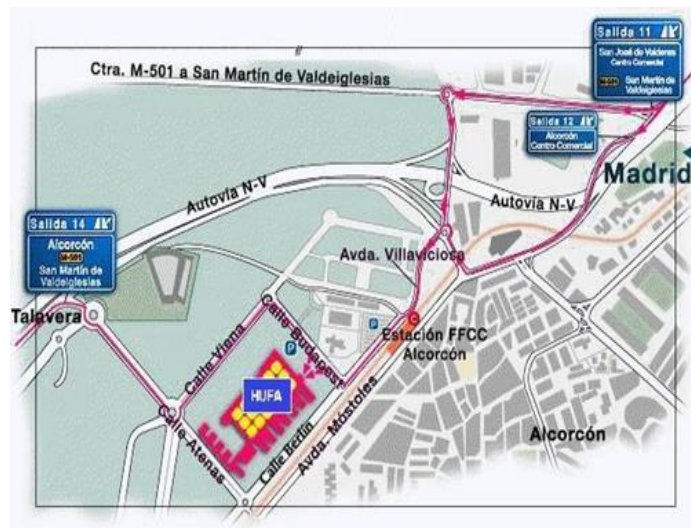 Salida 11
San José de Valderas
Centro Comercial
M-501 San Martín de
Valdeiglesias
Ctra. M-501 a San Martín de Valdeiglesias
Salida 12
Alcorcón
Centro Comercial
Madrid
Autovía N-V
Autovía N-V
Salida 14
Alcorcón
M-501
San Martín de
Valdeiglesias
Avda. Villaviciosa
Talavera
Calle Viena
Calle Budapest
P
P
C
Estación FFCC
Alcorcón
HUFA
Calle Atenas
Calle Berlín
Avda. Móstoles
Alcorcón